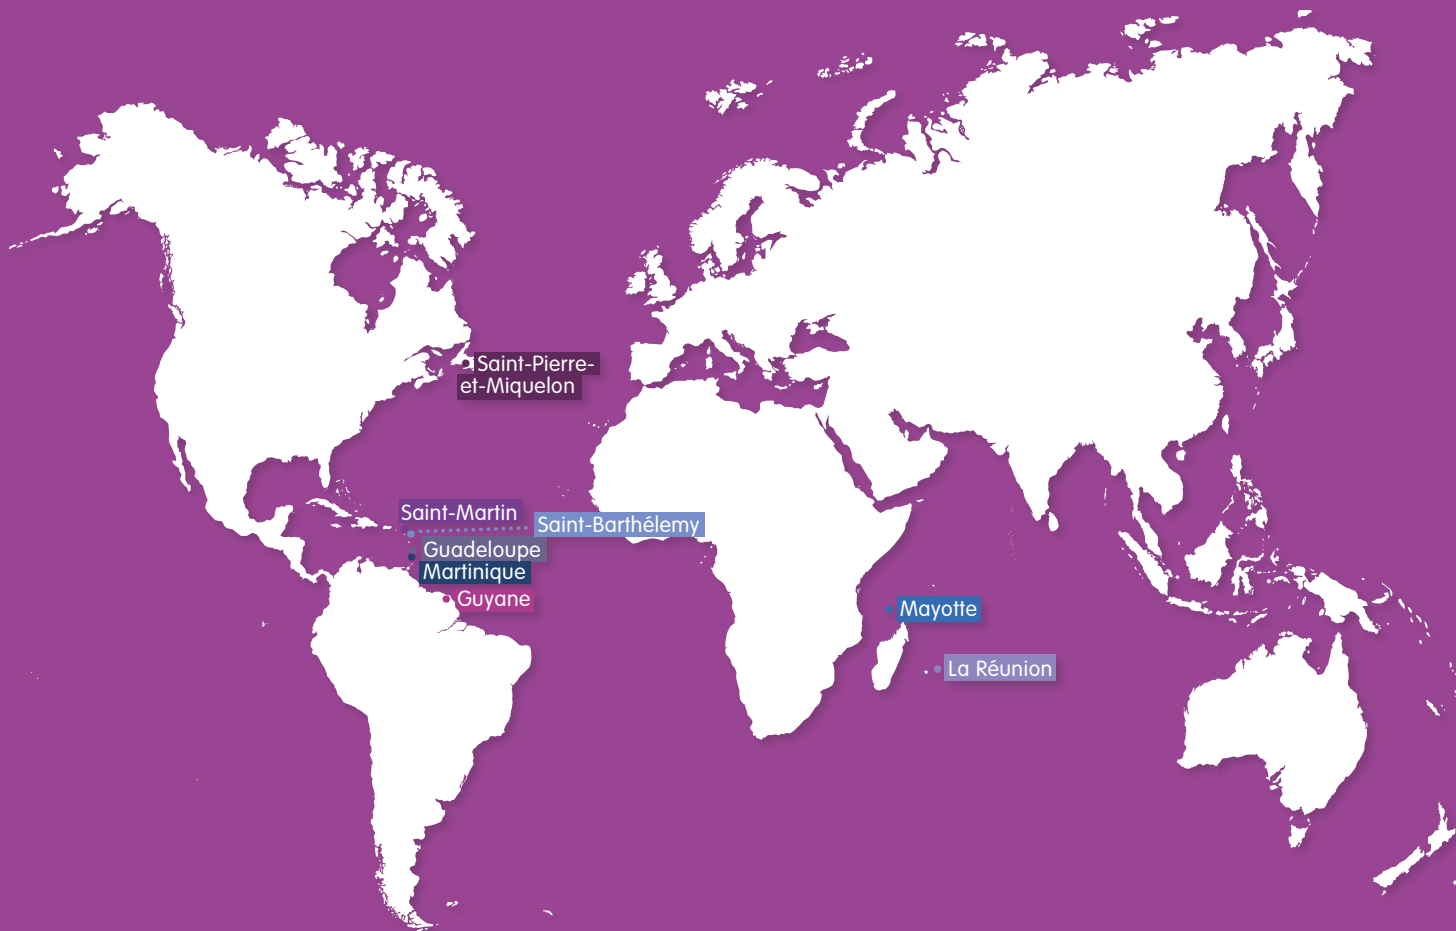 Saint-Pierre-
et-Miquelon
Saint-Martin
Saint-Barthélemy
Guadeloupe
Martinique
Guyane
Mayotte
La Réunion